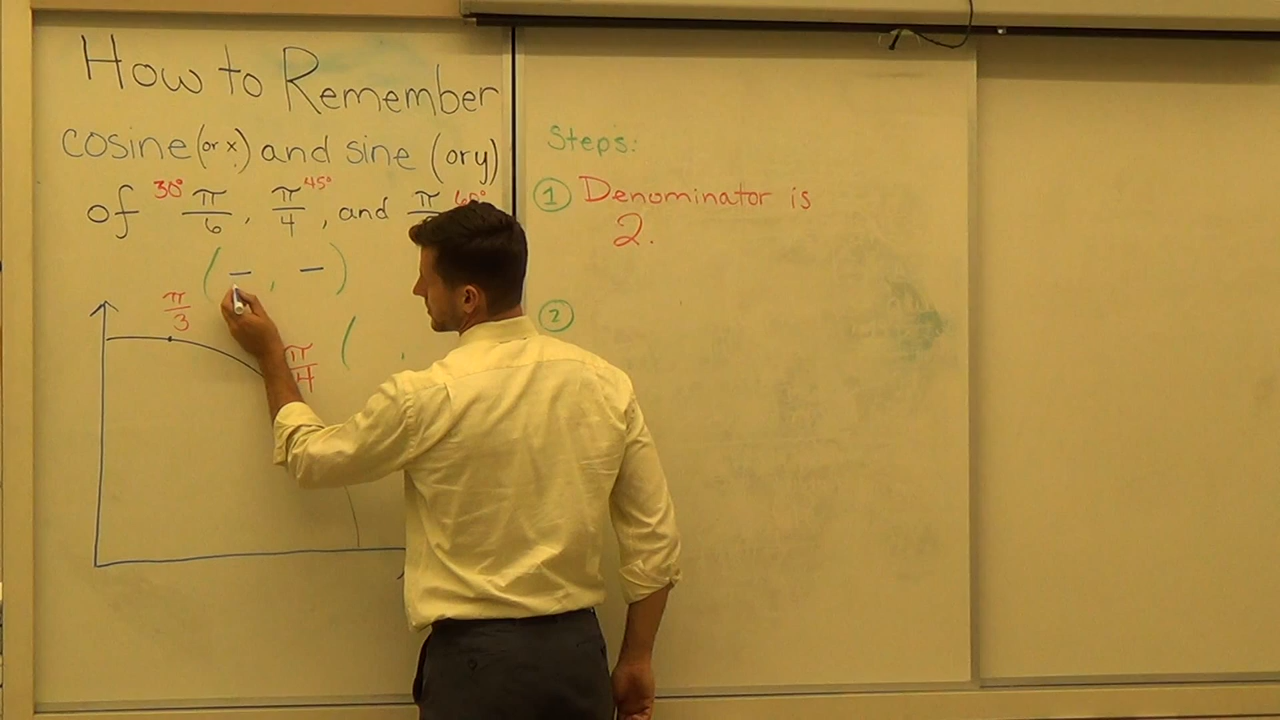 How to Remember
cosine (or x) and sine (or y)
of 30° π/6, π/4 45°, and π 60°
( — , — )
π/3
π/4 ( ,
Steps:
① Denominator is
2.
②